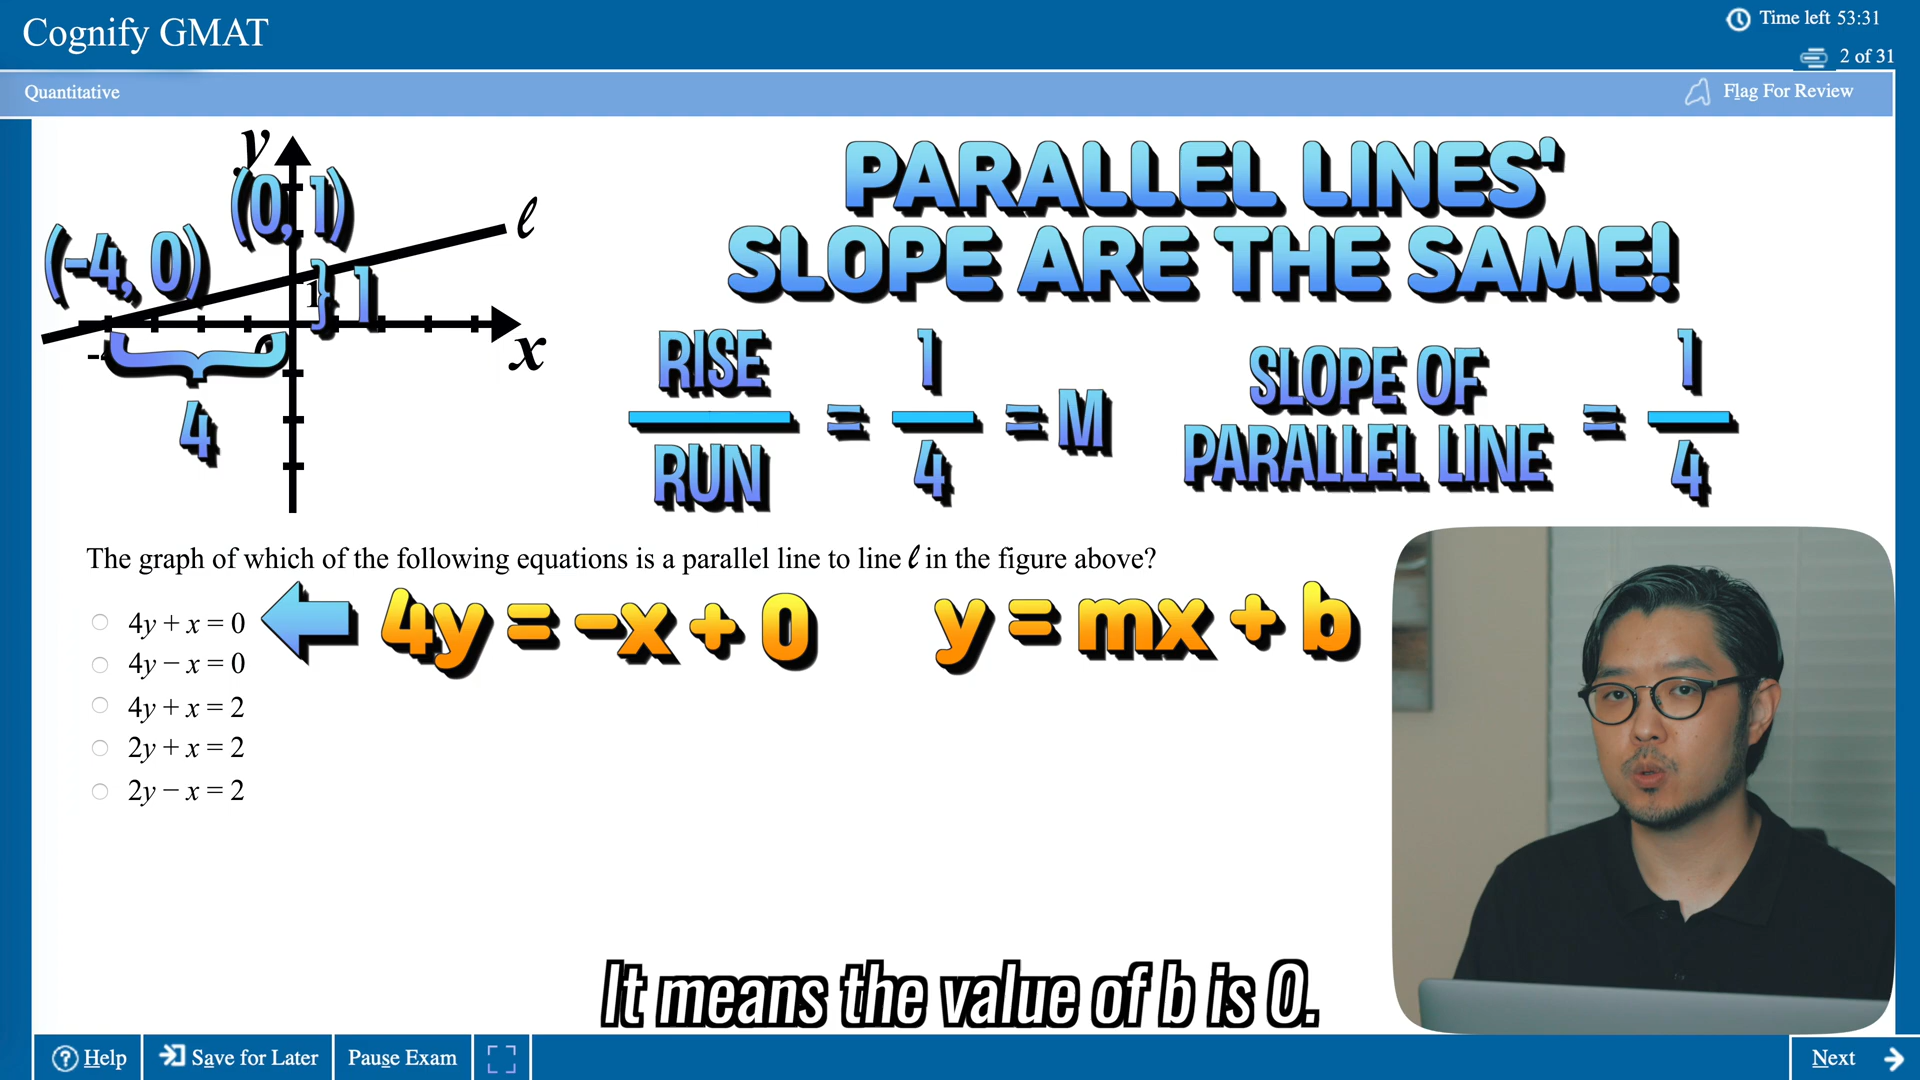 Cognify GMAT
Time left 53:31
2 of 31
Quantitative
Flag For Review
y
(0, 1)
ℓ
(-4, 0)
} 1
1
x
4
PARALLEL LINES'
SLOPE ARE THE SAME!
RISE
RUN
= 1/4 = M
SLOPE OF
PARALLEL LINE
= 1/4
The graph of which of the following equations is a parallel line to line ℓ in the figure above?
4y + x = 0
4y = -x + 0
y = mx + b
4y − x = 0
4y + x = 2
2y + x = 2
2y − x = 2
It means the value of b is 0.
Help
Save for Later
Pause Exam
Next